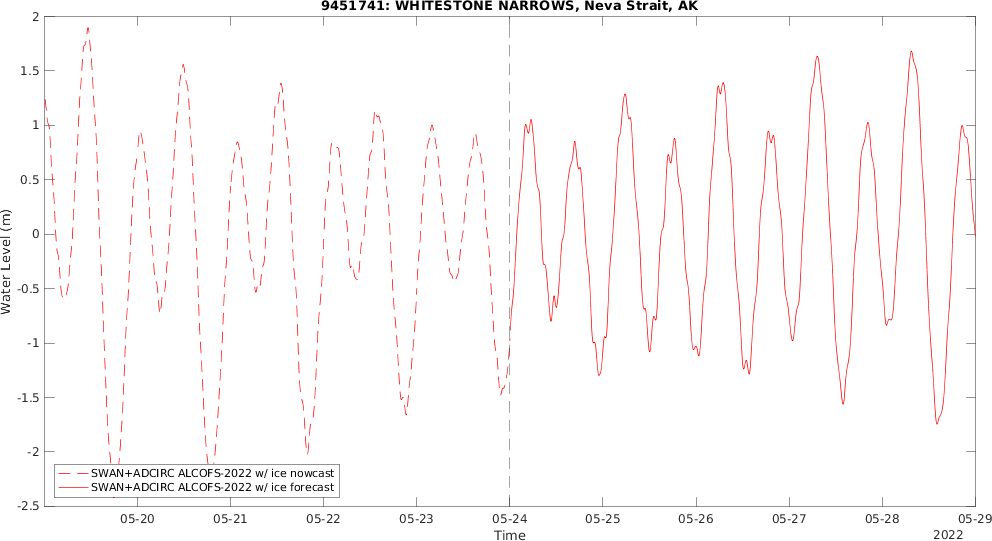 9451741: WHITESTONE NARROWS, Neva Strait, AK
2
1.5
1
0.5
0
-0.5
-1
-1.5
-2
-2.5
Water Level (m)
SWAN+ADCIRC ALCOFS-2022 w/ ice nowcast
SWAN+ADCIRC ALCOFS-2022 w/ ice forecast
05-20 05-21 05-22 05-23 05-24 05-25 05-26 05-27 05-28 05-29
Time
2022